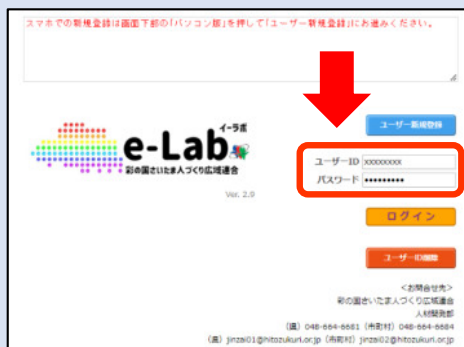 スマホでの新規登録は画面下部の「パソコン版」を押して「ユーザー新規登録」にお進みください。
ユーザー新規登録
イーラボ
e-Lab
彩の国さいたま人づくり広域連合
Ver. 2.0
ユーザーID xxxxxxxx
パスワード •••••••••
ログイン
ユーザーID削除
<お問合せ先>
彩の国さいたま人づくり広域連合
人材開発部
(県) 048-664-6681 (市町村) 048-664-6684
(県) jinzai01@hitozukuri.or.jp (市町村) jinzai02@hitozukuri.or.jp